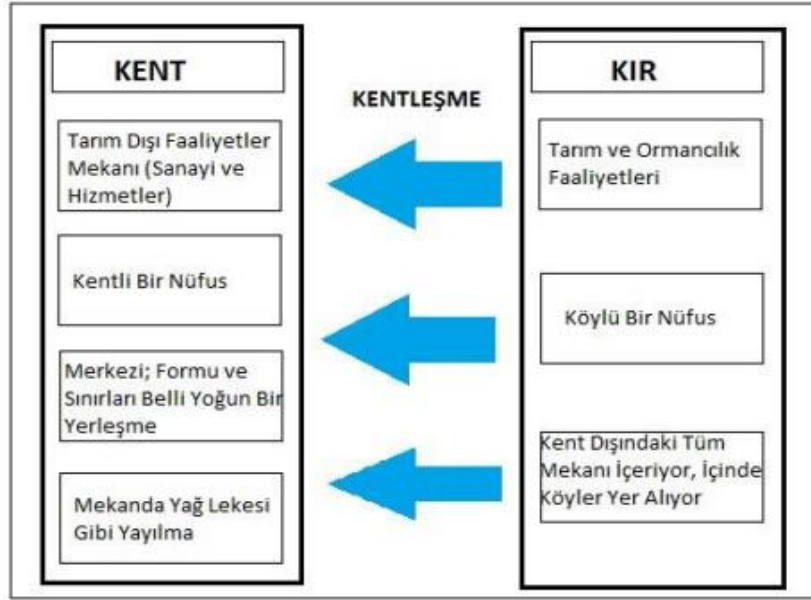 KENT
Tarım Dışı Faaliyetler
Mekanı (Sanayi ve
Hizmetler)
Kentli Bir Nüfus
Merkezi; Formu ve
Sınırları Belli Yoğun Bir
Yerleşme
Mekanda Yağ Lekesi
Gibi Yayılma
KENTLEŞME
KIR
Tarım ve Ormancılık
Faaliyetleri
Köylü Bir Nüfus
Kent Dışındaki Tüm
Mekanı İçeriyor, İçinde
Köyler Yer Alıyor